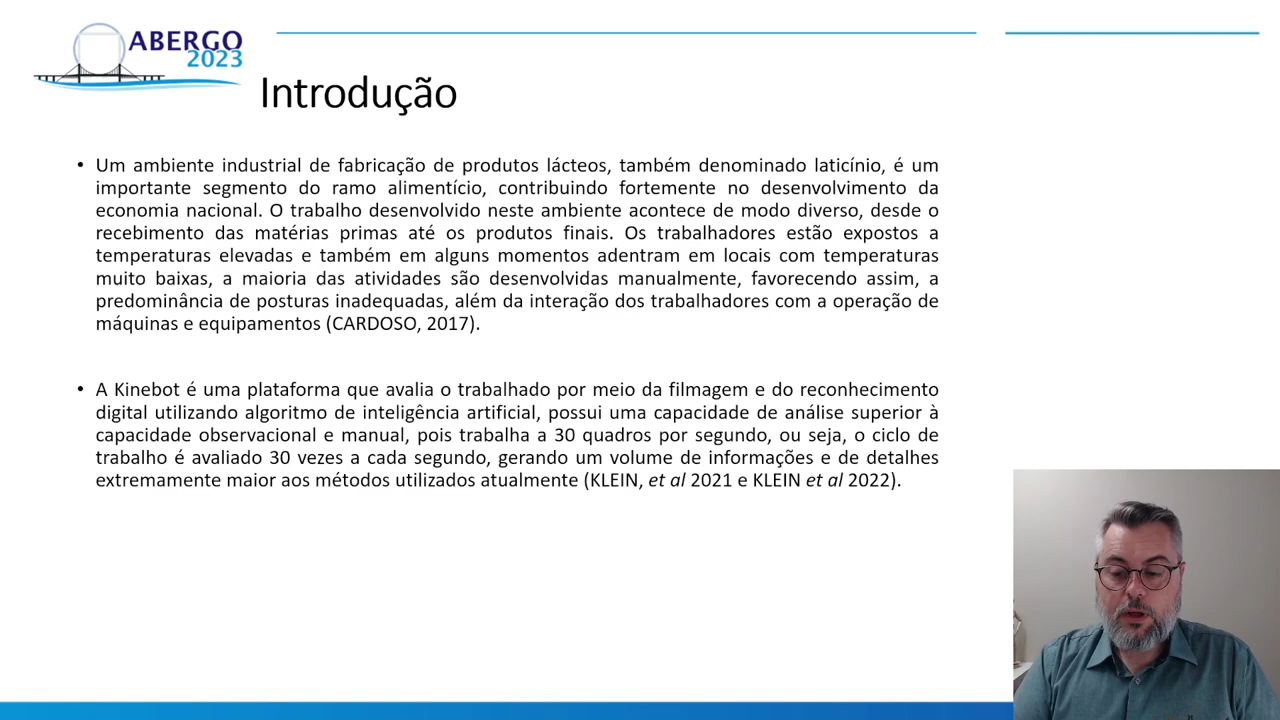 ABERGO
2023
Introdução
• Um ambiente industrial de fabricação de produtos lácteos, também denominado laticínio, é um
importante segmento do ramo alimentício, contribuindo fortemente no desenvolvimento da
economia nacional. O trabalho desenvolvido neste ambiente acontece de modo diverso, desde o
recebimento das matérias primas até os produtos finais. Os trabalhadores estão expostos a
temperaturas elevadas e também em alguns momentos adentram em locais com temperaturas
muito baixas, a maioria das atividades são desenvolvidas manualmente, favorecendo assim, a
predominância de posturas inadequadas, além da interação dos trabalhadores com a operação de
máquinas e equipamentos (CARDOSO, 2017).
• A Kinebot é uma plataforma que avalia o trabalhado por meio da filmagem e do reconhecimento
digital utilizando algoritmo de inteligência artificial, possui uma capacidade de análise superior à
capacidade observacional e manual, pois trabalha a 30 quadros por segundo, ou seja, o ciclo de
trabalho é avaliado 30 vezes a cada segundo, gerando um volume de informações e de detalhes
extremamente maior aos métodos utilizados atualmente (KLEIN, et al 2021 e KLEIN et al 2022).